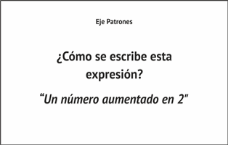 Eje Patrones
¿Cómo se escribe esta
expresión?
"Un número aumentado en 2"